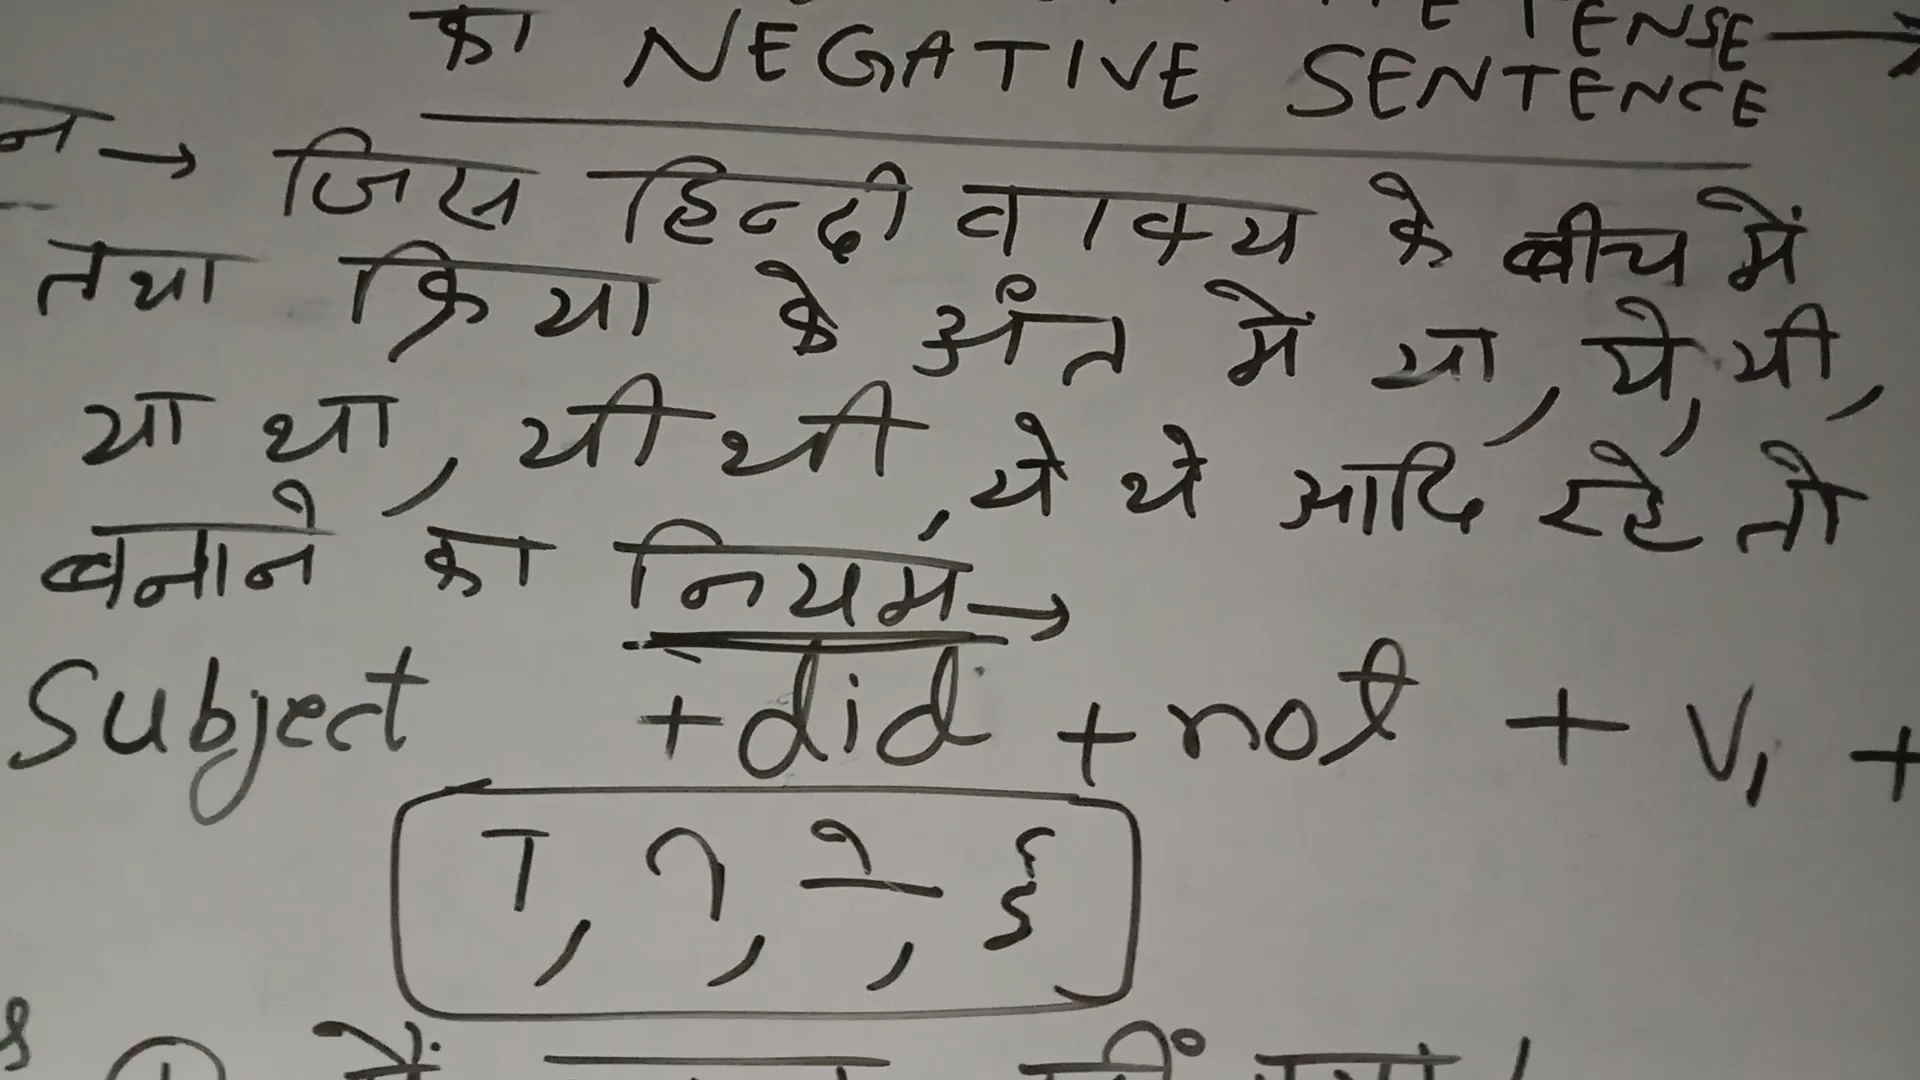 TENSE →
का NEGATIVE SENTENCE
→ जिस हिन्दी वाक्य के बीच में
तथा क्रिया के अंत में या, ये, यी,
या था, यी थी, ये थे आदि रहे तो
बनाने का नियम →
Subject + did + not + V1 +
ा, ी, े ई